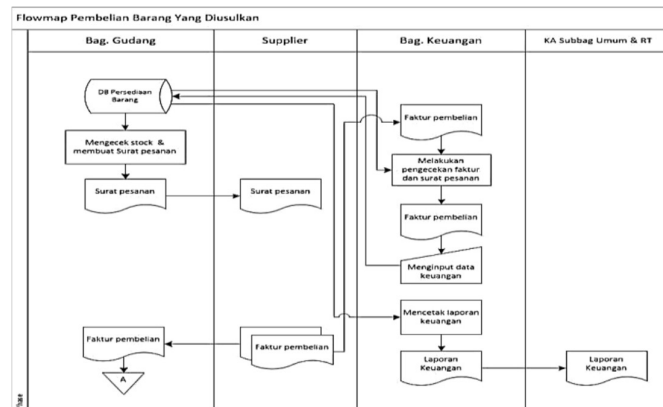 Flowmap Pembelian Barang Yang Diusulkan
Bag. Gudang
Supplier
Bag. Keuangan
KA Subbag Umum & RT
DB Persediaan
Barang
Mengecek stock &
membuat Surat pesanan
Surat pesanan
Surat pesanan
Faktur pembelian
Melakukan
pengecekan faktur
dan surat pesanan
Faktur pembelian
Menginput data
keuangan
Mencetak laporan
keuangan
Faktur pembelian
Faktur pembelian
Laporan
Keuangan
Laporan
Keuangan
A
Phase